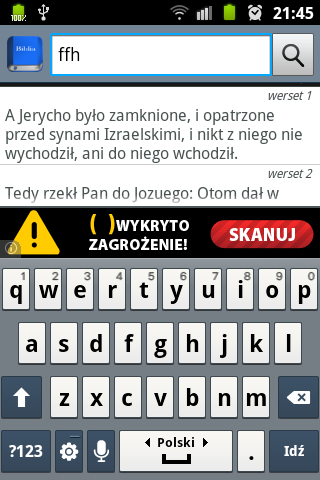 100%
21:45
Biblia
ffh
werset 1
A Jerycho było zamknione, i opatrzone
przed synami Izraelskimi, i nikt z niego nie
wychodził, ani do niego wchodził.
werset 2
Tedy rzekł Pan do Jozuego: Otom dał w
( ) WYKRYTO
ZAGROŻENIE!
SKANUJ
1 2 3 4 5 6 7 8 9 0
q w e r t y u i o p
a s d f g h j k l
z x c v b n m
?123
Polski
.
Idź